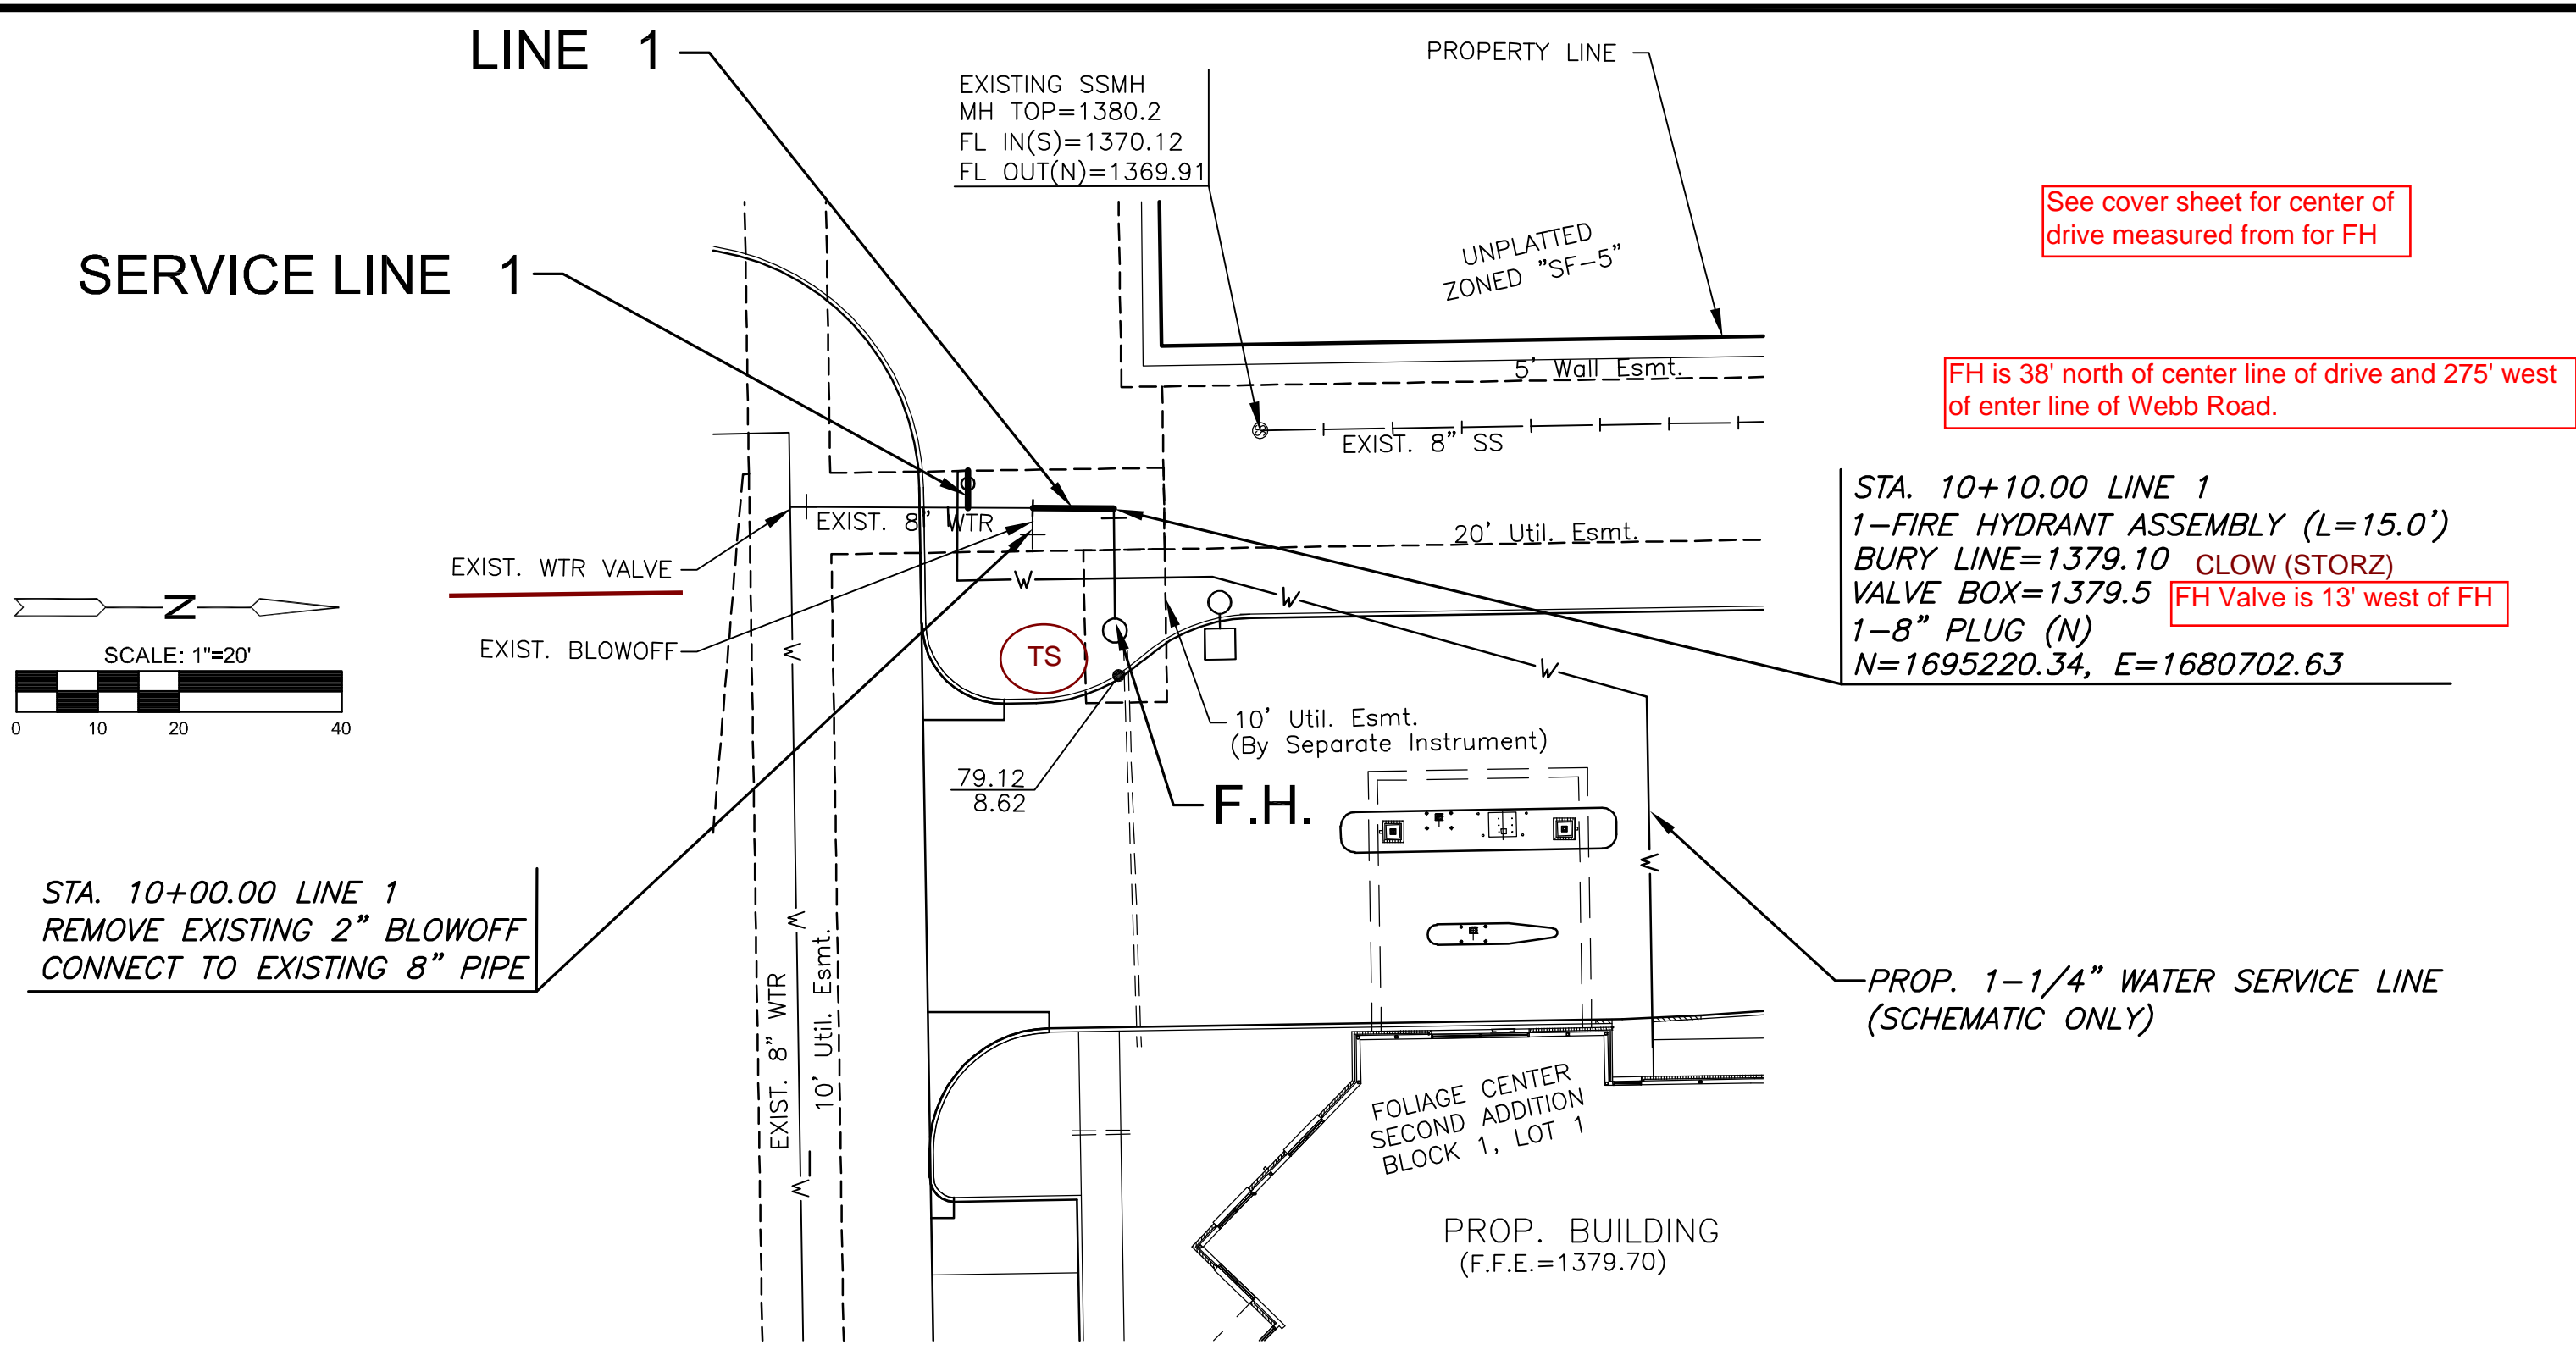 LINE 1
PROPERTY LINE
EXISTING SSMH
MH TOP=1380.2
FL IN(S)=1370.12
FL OUT(N)=1369.91
See cover sheet for center of
drive measured from for FH
UNPLATTED
ZONED "SF-5"
SERVICE LINE 1
5' Wall Esmt.
FH is 38' north of center line of drive and 275' west
of enter line of Webb Road.
EXIST. 8" SS
STA. 10+10.00 LINE 1
1-FIRE HYDRANT ASSEMBLY (L=15.0')
BURY LINE=1379.10 CLOW (STORZ)
VALVE BOX=1379.5 FH Valve is 13' west of FH
1-8" PLUG (N)
N=1695220.34, E=1680702.63
EXIST. 8" WTR
20' Util. Esmt.
EXIST. WTR VALVE
W
W
W
W
N
EXIST. BLOWOFF
TS
SCALE: 1"=20'
0 10 20 40
10' Util. Esmt.
(By Separate Instrument)
79.12
8.62
F.H.
W
STA. 10+00.00 LINE 1
REMOVE EXISTING 2" BLOWOFF
CONNECT TO EXISTING 8" PIPE
W
W
EXIST. 8" WTR
10' Util. Esmt.
PROP. 1-1/4" WATER SERVICE LINE
(SCHEMATIC ONLY)
FOLIAGE CENTER
SECOND ADDITION
BLOCK 1, LOT 1
PROP. BUILDING
(F.F.E.=1379.70)